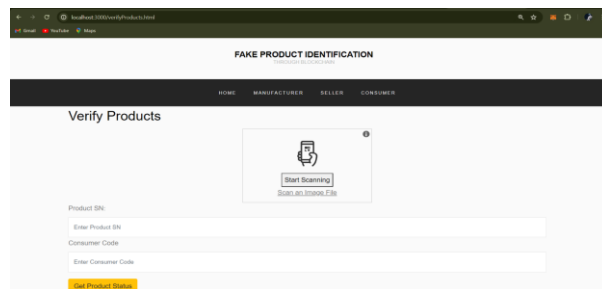 localhost:3000/verifyProducts.html
Gmail YouTube Maps
FAKE PRODUCT IDENTIFICATION
THROUGH BLOCKCHAIN
HOME MANUFACTURER SELLER CONSUMER
Verify Products
Start Scanning
Scan an Image File
Product SN:
Enter Product SN
Consumer Code
Enter Consumer Code
Get Product Status